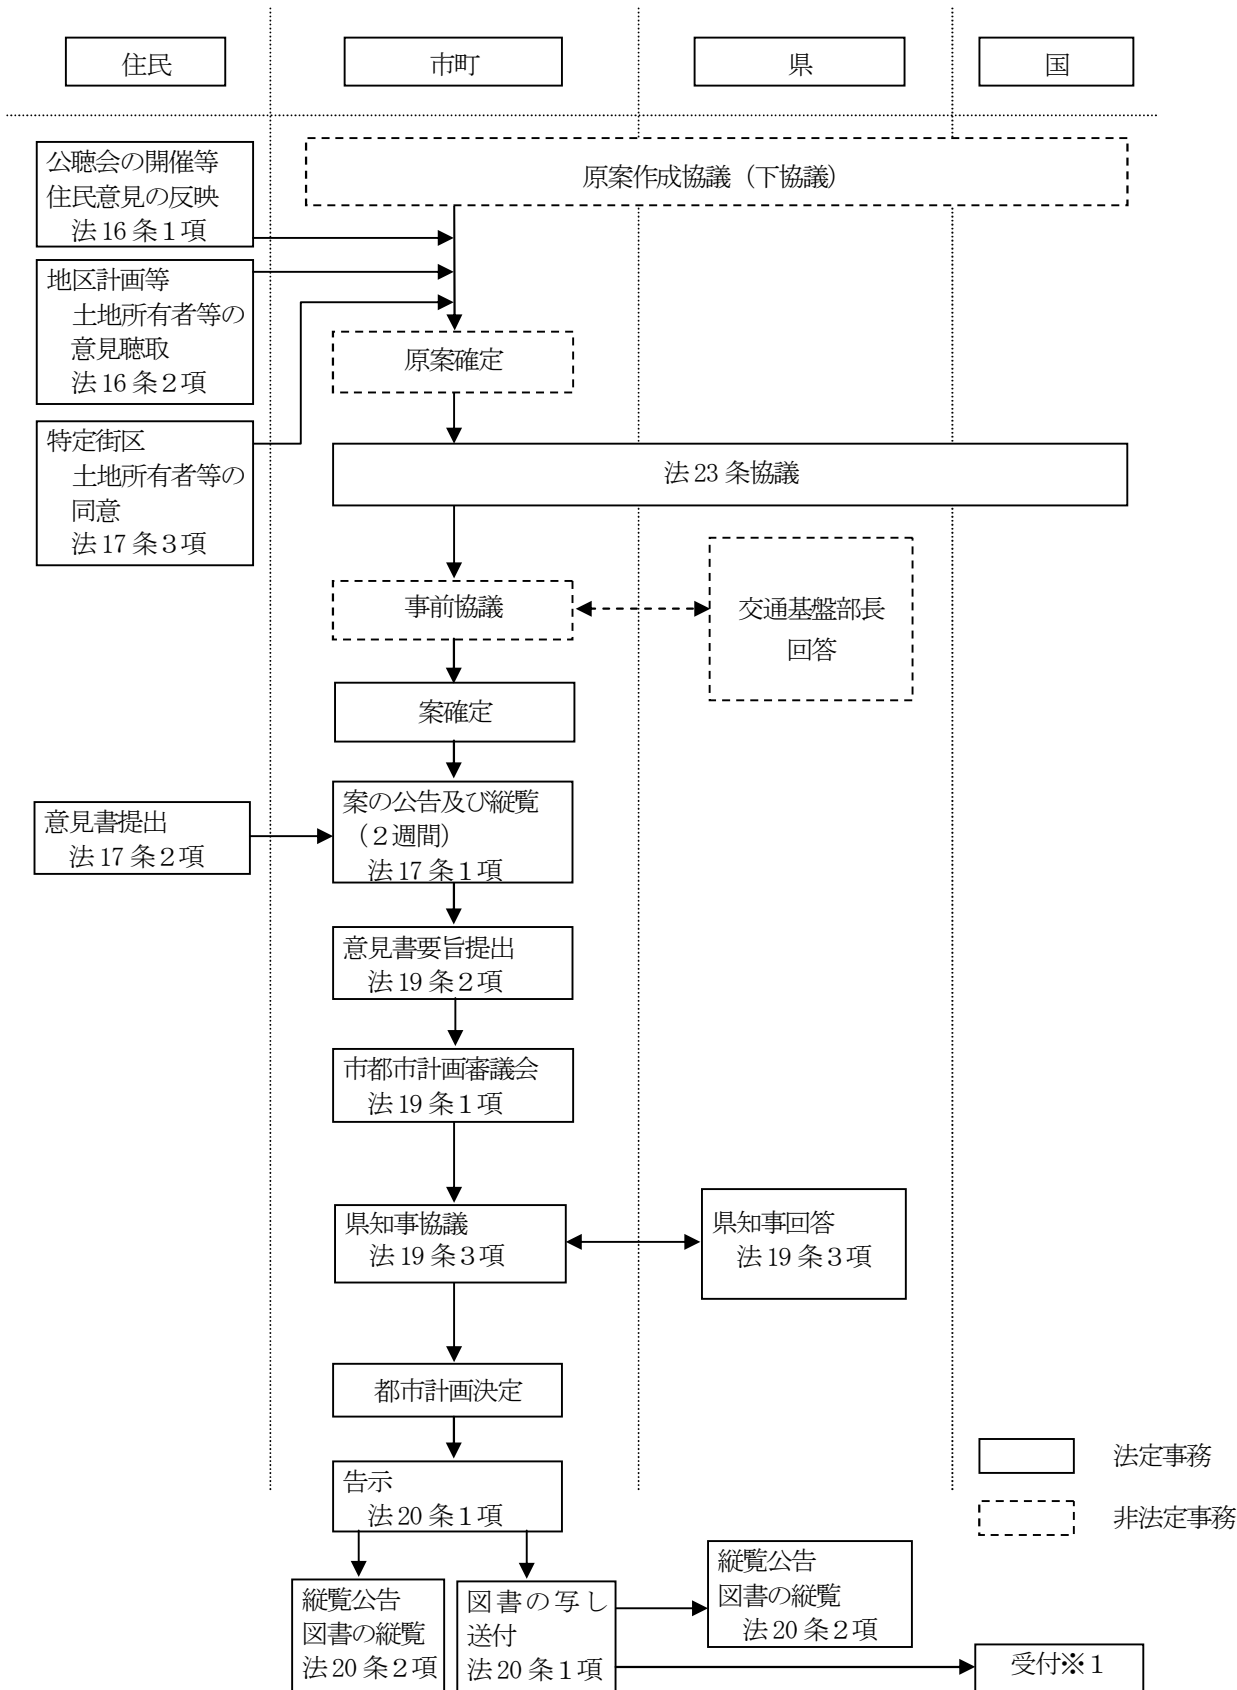 住民
市町
県
国
公聴会の開催等
住民意見の反映
法16条１項
原案作成協議（下協議）
地区計画等
土地所有者等の
意見聴取
法16条２項
原案確定
特定街区
土地所有者等の
同意
法17条３項
法23条協議
事前協議
交通基盤部長
回答
案確定
意見書提出
法17条２項
案の公告及び縦覧
（２週間）
法17条１項
意見書要旨提出
法19条２項
市都市計画審議会
法19条１項
県知事協議
法19条３項
県知事回答
法19条３項
都市計画決定
告示
法20条１項
法定事務
非法定事務
縦覧公告
図書の縦覧
法20条２項
図書の写し
送付
法20条１項
縦覧公告
図書の縦覧
法20条２項
受付※１